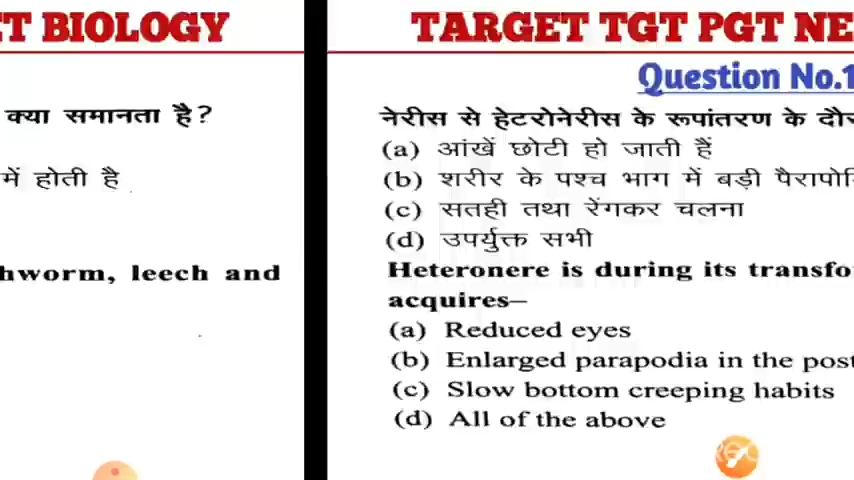 T BIOLOGY
क्या समानता है?
में होती है
hworm, leech and
TARGET TGT PGT NE
Question No.1
नेरीस से हेटरोनेरीस के रूपांतरण के दौर
(a) आंखें छोटी हो जाती हैं
(b) शरीर के पश्च भाग में बड़ी पैरापो
(c) सतही तथा रेंगकर चलना
(d) उपर्युक्त सभी
Heteronere is during its transfo
acquires–
(a) Reduced eyes
(b) Enlarged parapodia in the post
(c) Slow bottom creeping habits
(d) All of the above